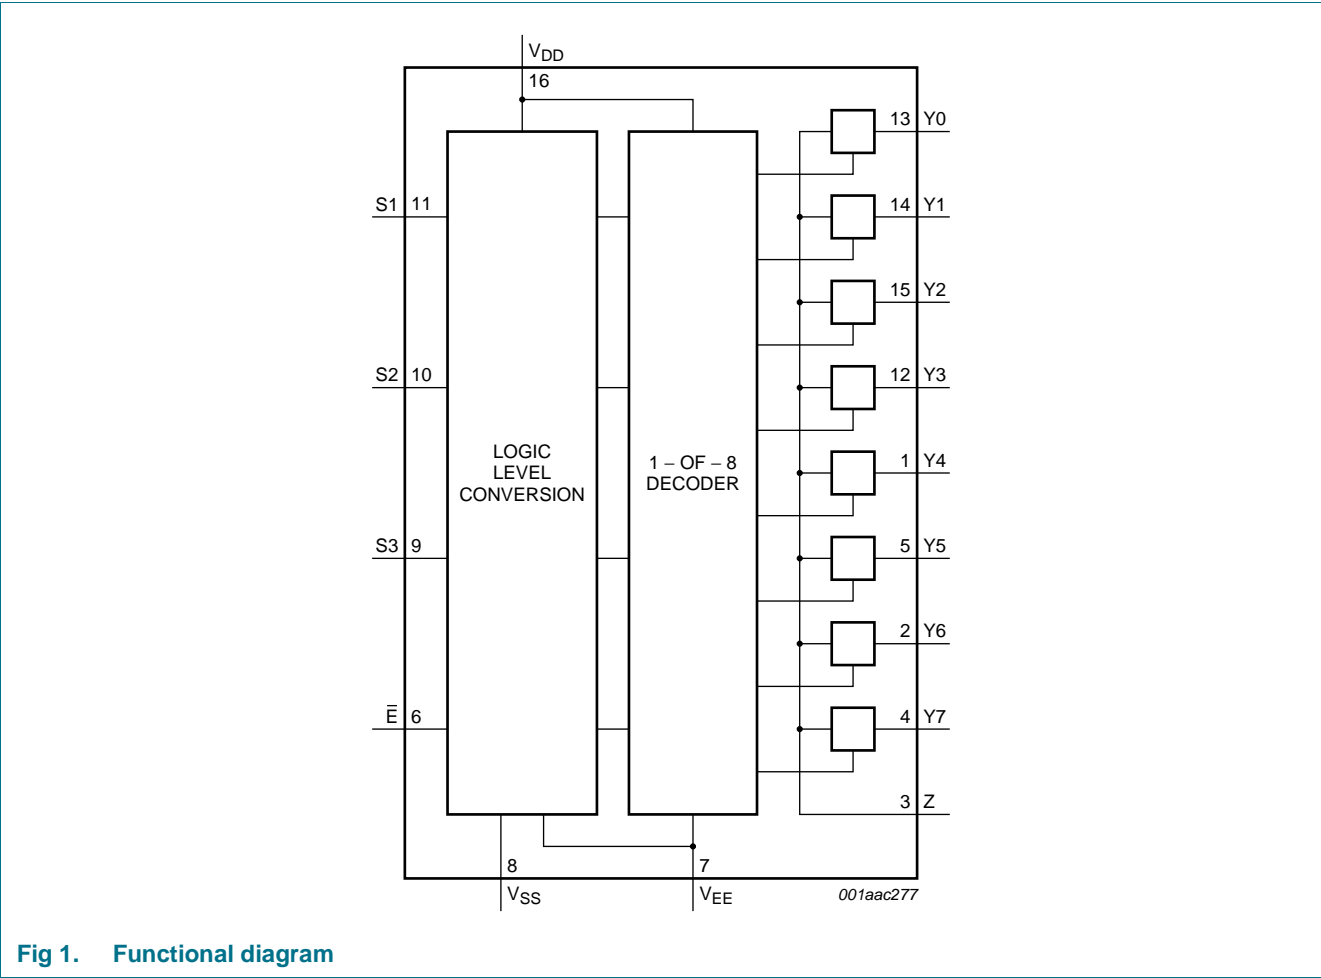 VDD
16
13 Y0
S1 11
14 Y1
15 Y2
S2 10
12 Y3
LOGIC
LEVEL
CONVERSION
1 – OF – 8
DECODER
1 Y4
S3 9
5 Y5
2 Y6
E̅ 6
4 Y7
3 Z
8
7
VSS
VEE
001aac277
Fig 1. Functional diagram